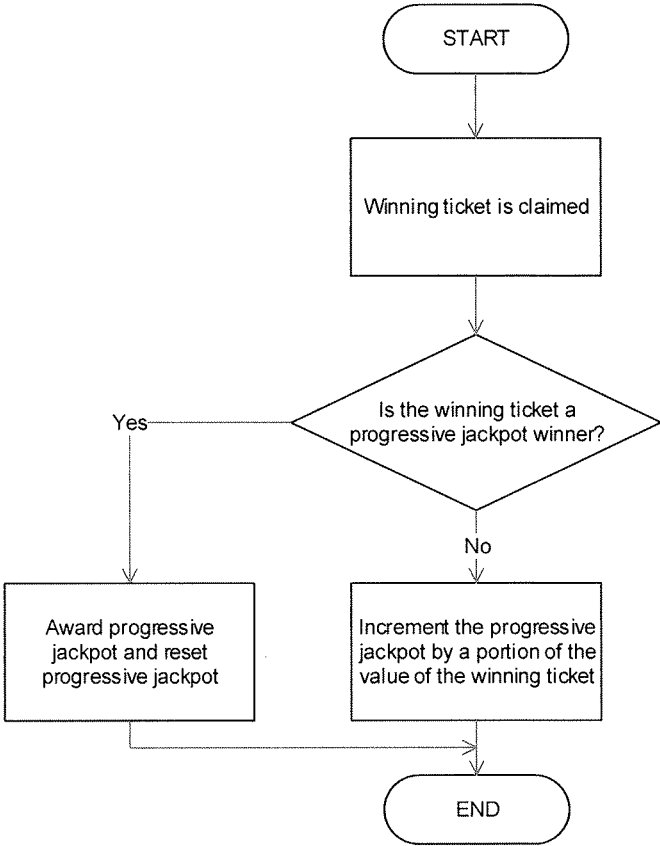 START
Winning ticket is claimed
Is the winning ticket a
progressive jackpot winner?
Yes
No
Award progressive
jackpot and reset
progressive jackpot
Increment the progressive
jackpot by a portion of the
value of the winning ticket
END